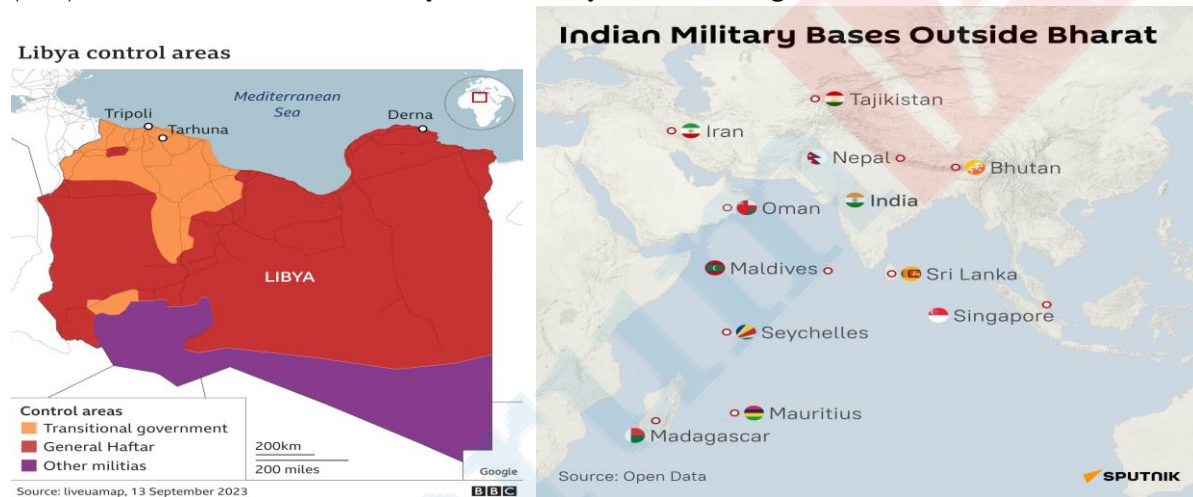 Libya control areas
Tripoli
Tarhuna
Mediterranean
Sea
Derna
LIBYA
Control areas
Transitional government
General Haftar
Other militias
200km
200 miles
Google
Source: liveuamap, 13 September 2023
BBC
Indian Military Bases Outside Bharat
Tajikistan
Iran
Nepal
Bhutan
India
Oman
Maldives
Sri Lanka
Singapore
Seychelles
Mauritius
Madagascar
Source: Open Data
SPUTNIK